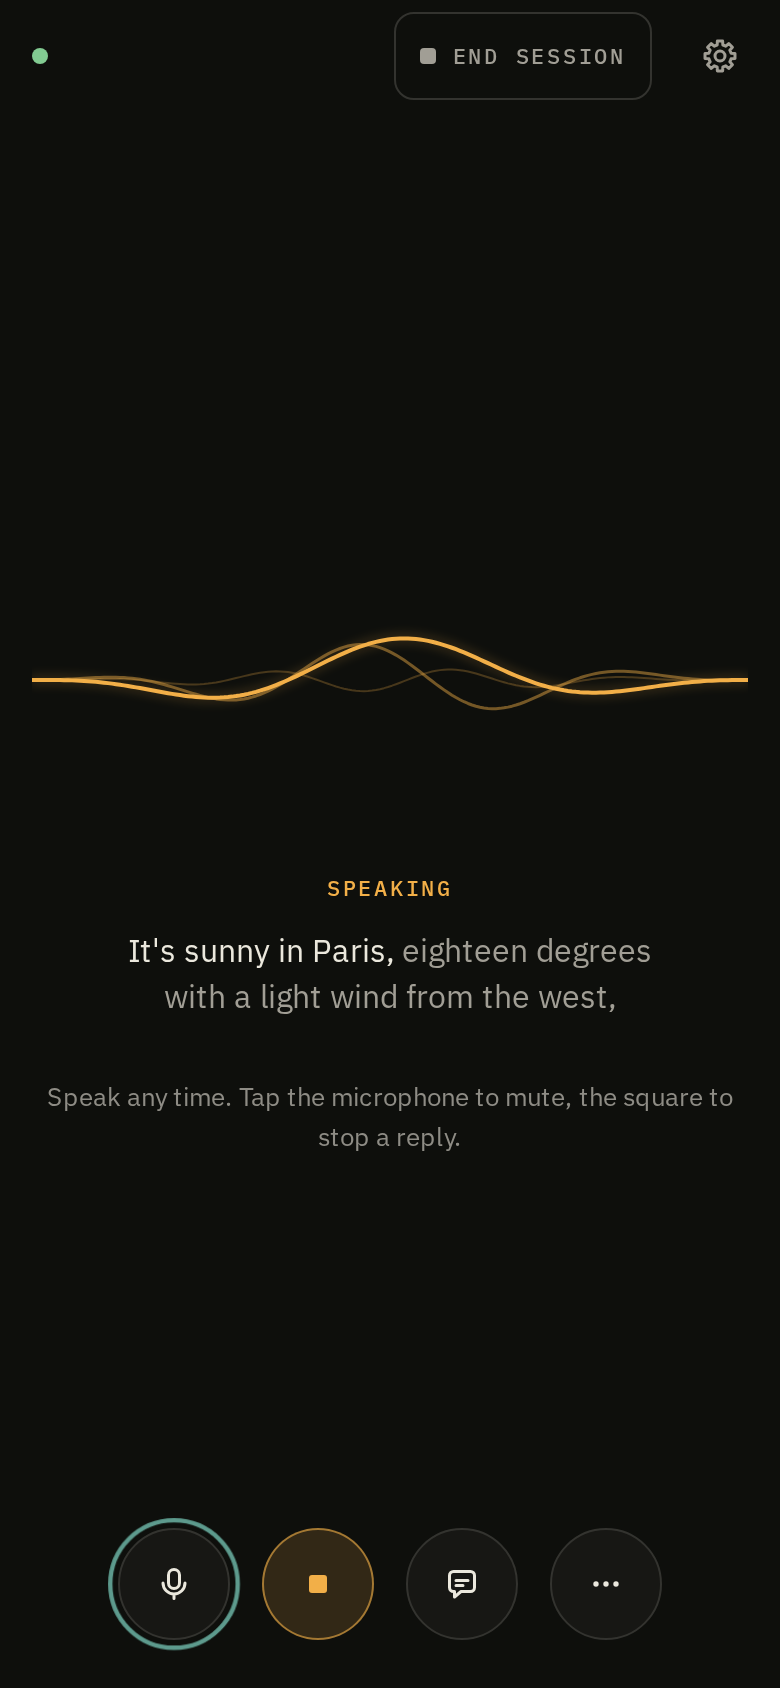 END SESSION
SPEAKING
It's sunny in Paris, eighteen degrees
with a light wind from the west,
Speak any time. Tap the microphone to mute, the square to
stop a reply.